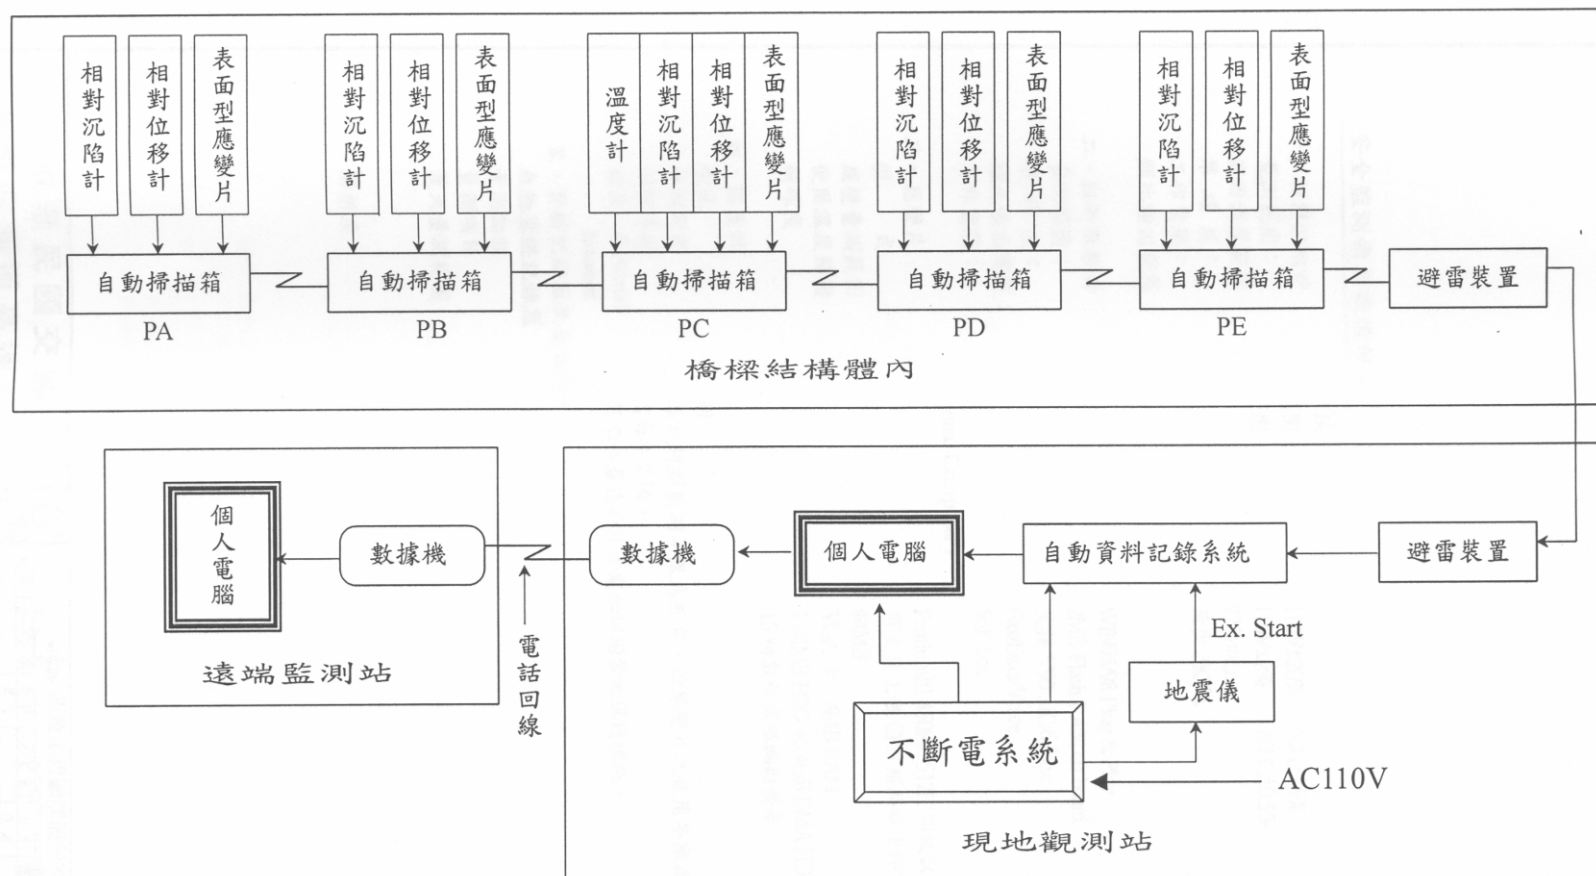 相對沉陷計
相對位移計
表面型應變片
相對沉陷計
相對位移計
表面型應變片
溫度計
相對沉陷計
相對位移計
表面型應變片
相對沉陷計
相對位移計
表面型應變片
相對沉陷計
相對位移計
表面型應變片
自動掃描箱
自動掃描箱
自動掃描箱
自動掃描箱
自動掃描箱
避雷裝置
PA
PB
PC
PD
PE
橋樑結構體內
個人電腦
數據機
數據機
個人電腦
自動資料記錄系統
避雷裝置
遠端監測站
電話回線
Ex. Start
地震儀
不斷電系統
AC110V
現地觀測站